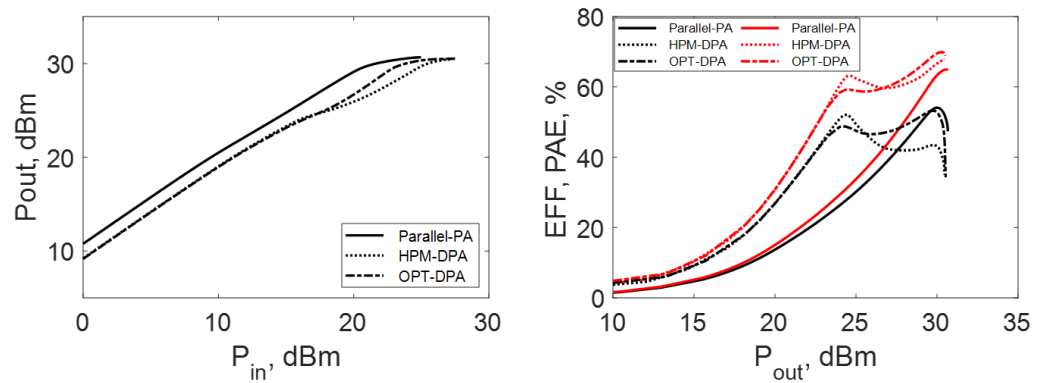 Pout, dBm
30
20
10
0
10
20
30
P_in, dBm
Parallel-PA
HPM-DPA
OPT-DPA
EFF, PAE, %
80
60
40
20
0
10
15
20
25
30
35
P_out, dBm
Parallel-PA Parallel-PA
HPM-DPA HPM-DPA
OPT-DPA OPT-DPA